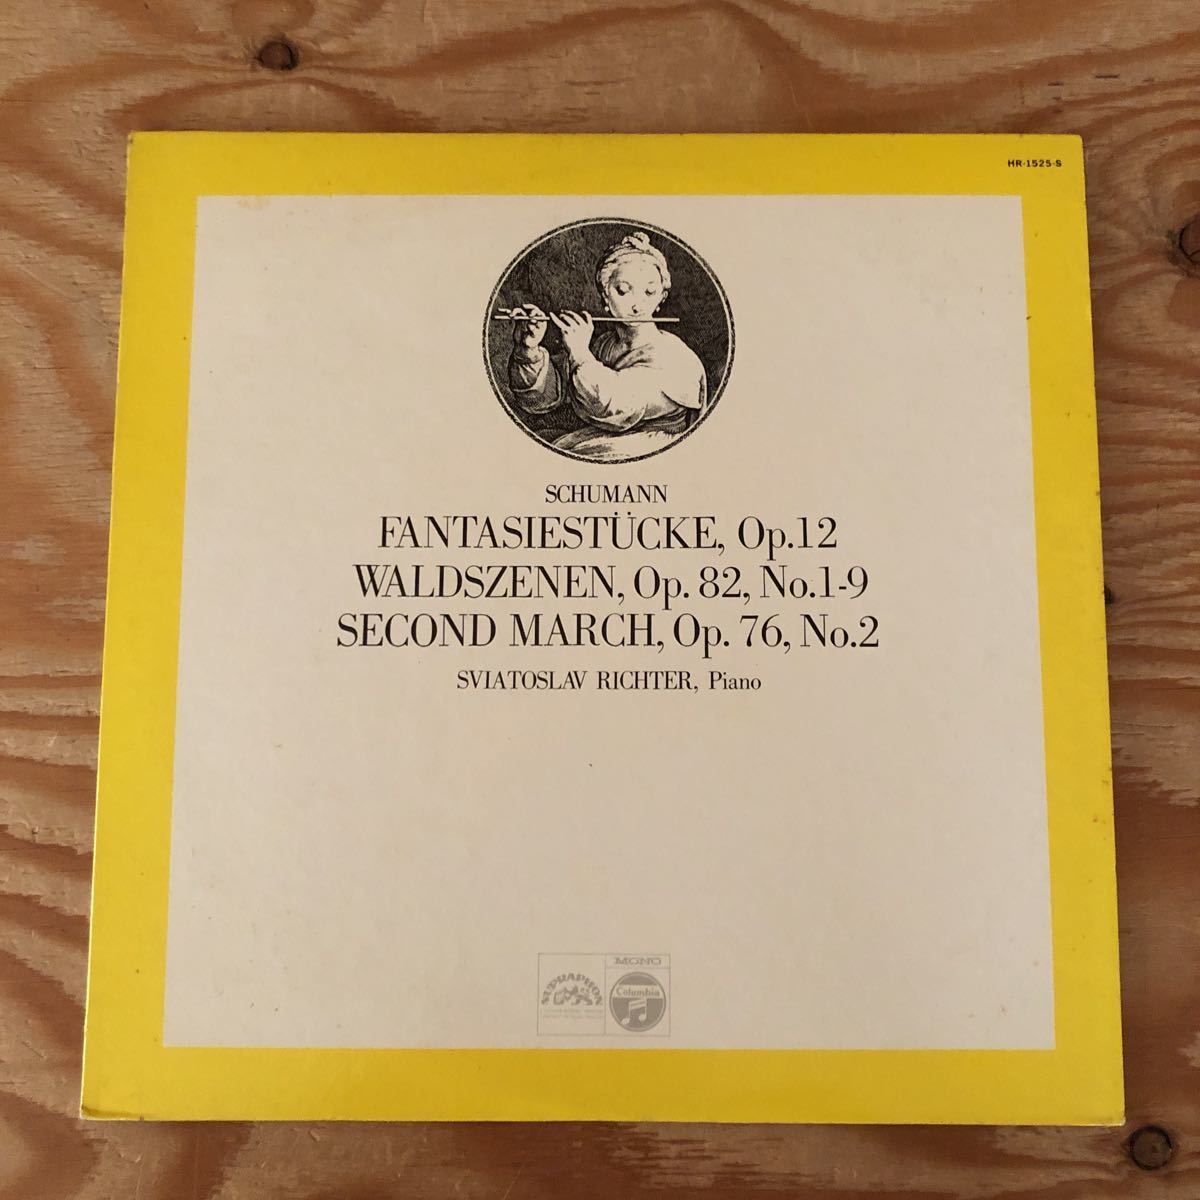 HR-1525-S
SCHUMANN
FANTASIESTÜCKE, Op.12
WALDSZENEN, Op. 82, No.1-9
SECOND MARCH, Op. 76, No.2
SVIATOSLAV RICHTER, Piano
SUPRAPHON
MONO
Columbia